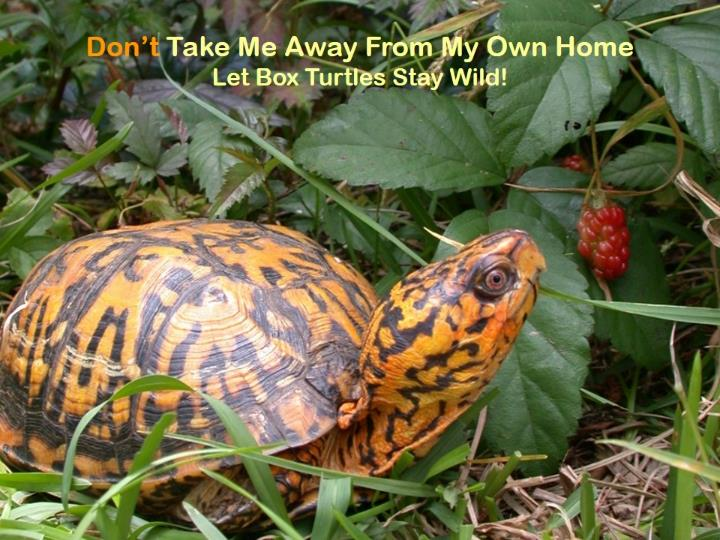 Don’t Take Me Away From My Own Home
Let Box Turtles Stay Wild!